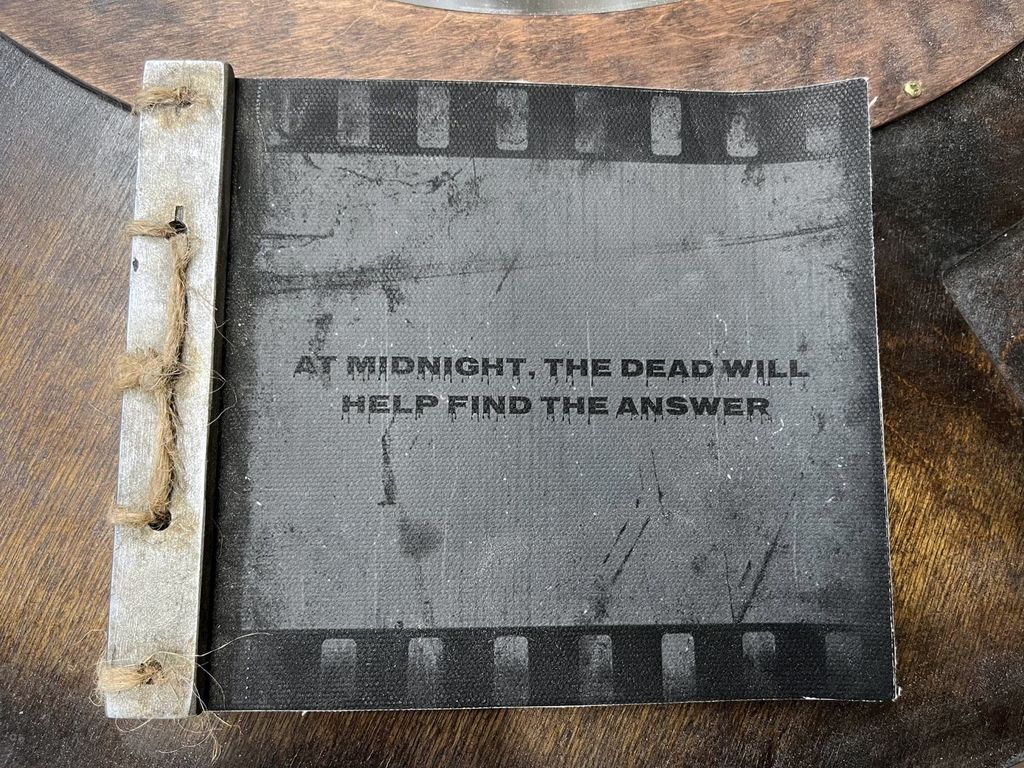 AT MIDNIGHT, THE DEAD WILL
HELP FIND THE ANSWER